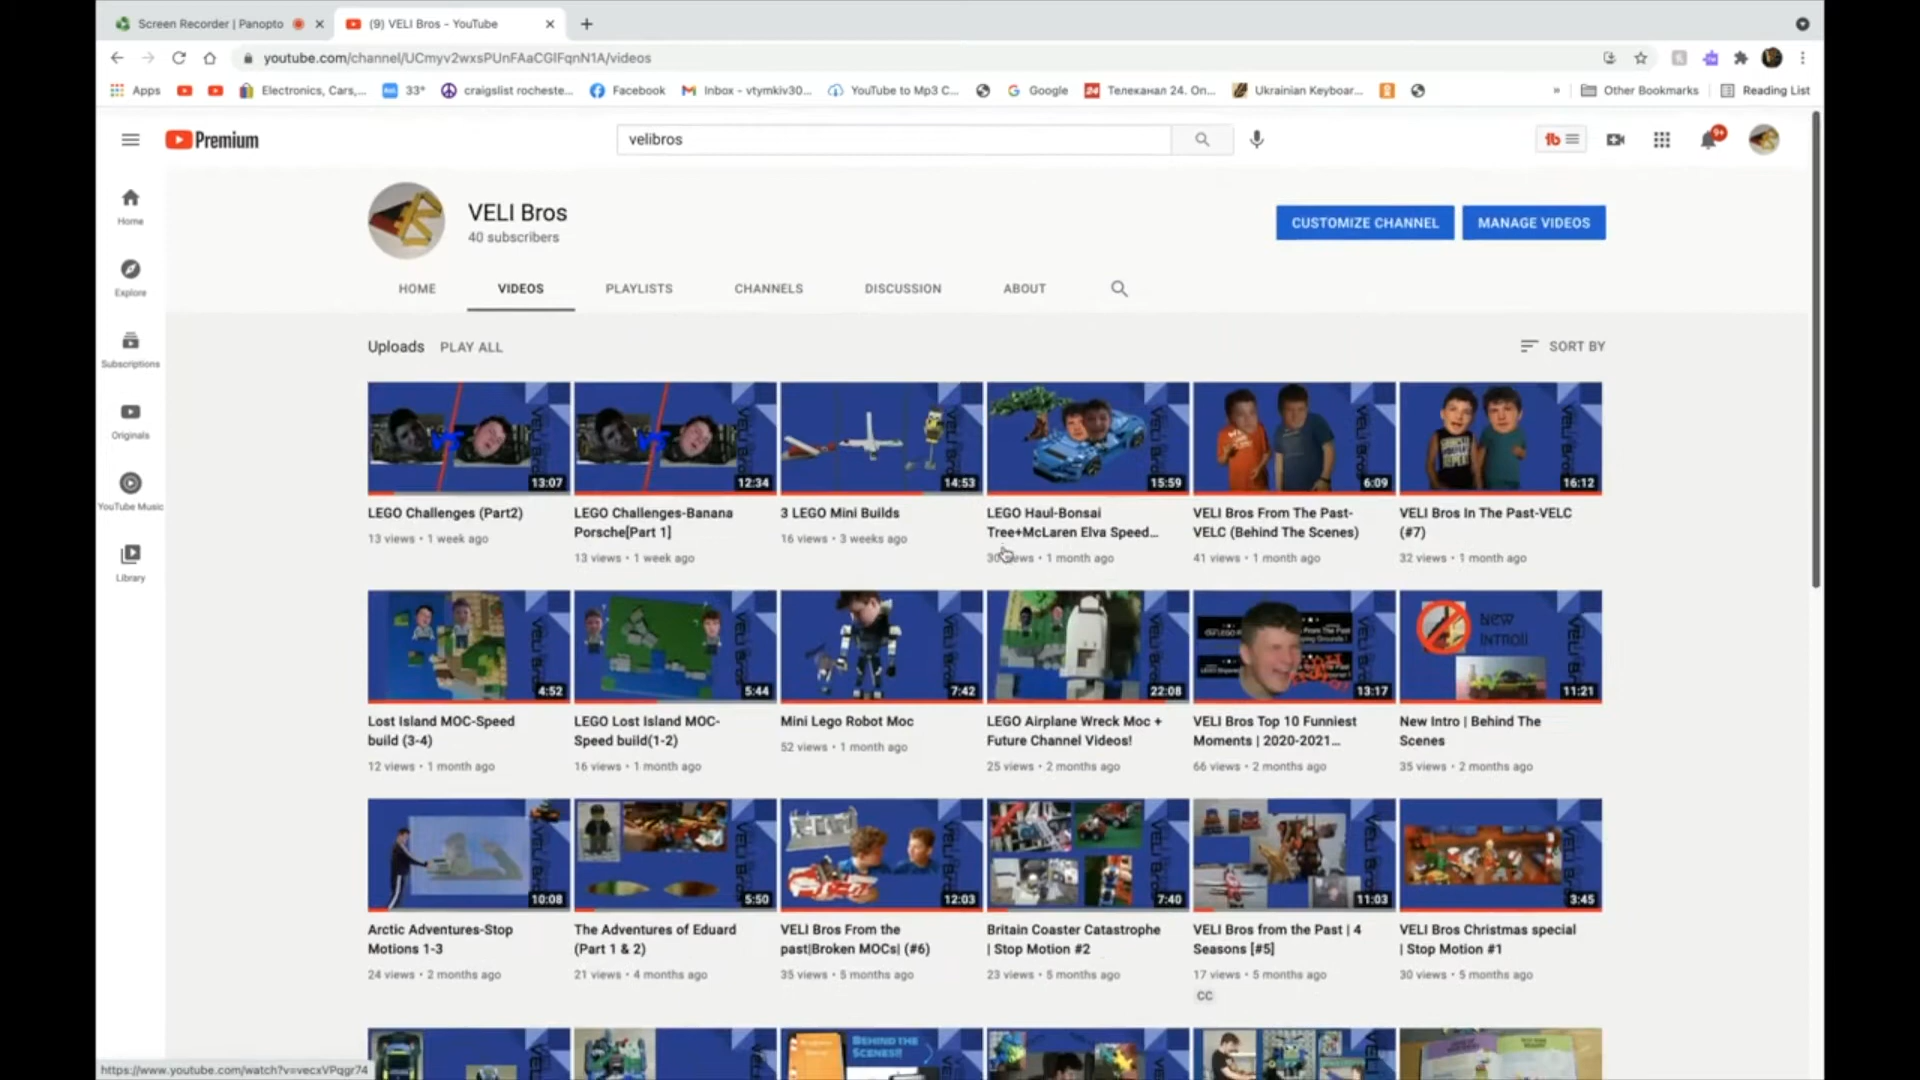 Screen Recorder | Panopto
(9) VELI Bros - YouTube
youtube.com/channel/UCmyv2wxsPUnFAaCGIFqnN1A/videos
Apps
Electronics, Cars,...
33°
craigslist rocheste...
Facebook
Inbox - vtymkiv30...
YouTube to Mp3 C...
Google
24
Телеканал 24. Оп...
Ukrainian Keyboar...
»
Other Bookmarks
Reading List
Premium
velibros
9+
Home
Explore
Subscriptions
Originals
YouTube Music
Library
VELI Bros
40 subscribers
CUSTOMIZE CHANNEL
MANAGE VIDEOS
HOME
VIDEOS
PLAYLISTS
CHANNELS
DISCUSSION
ABOUT
Uploads
PLAY ALL
SORT BY
13:07
12:34
14:53
15:59
6:09
16:12
LEGO Challenges (Part2)
13 views • 1 week ago
LEGO Challenges-Banana
Porsche[Part 1]
13 views • 1 week ago
3 LEGO Mini Builds
16 views • 3 weeks ago
LEGO Haul-Bonsai
Tree+McLaren Elva Speed...
30 views • 1 month ago
VELI Bros From The Past-
VELC (Behind The Scenes)
41 views • 1 month ago
VELI Bros In The Past-VELC
(#7)
32 views • 1 month ago
4:52
5:44
7:42
22:08
13:17
NEW
INTRO!!
11:21
Lost Island MOC-Speed
build (3-4)
12 views • 1 month ago
LEGO Lost Island MOC-
Speed build(1-2)
16 views • 1 month ago
Mini Lego Robot Moc
52 views • 1 month ago
LEGO Airplane Wreck Moc +
Future Channel Videos!
25 views • 2 months ago
VELI Bros Top 10 Funniest
Moments | 2020-2021...
66 views • 2 months ago
New Intro | Behind The
Scenes
35 views • 2 months ago
10:08
5:50
12:03
7:40
11:03
3:45
Arctic Adventures-Stop
Motions 1-3
24 views • 2 months ago
The Adventures of Eduard
(Part 1 & 2)
21 views • 4 months ago
VELI Bros From the
past|Broken MOCs| (#6)
35 views • 5 months ago
Britain Coaster Catastrophe
| Stop Motion #2
23 views • 5 months ago
VELI Bros from the Past | 4
Seasons [#5]
17 views • 5 months ago
CC
VELI Bros Christmas special
| Stop Motion #1
30 views • 5 months ago
BEHIND THE
SCENES!!
https://www.youtube.com/watch?v=vecxVPqgr74